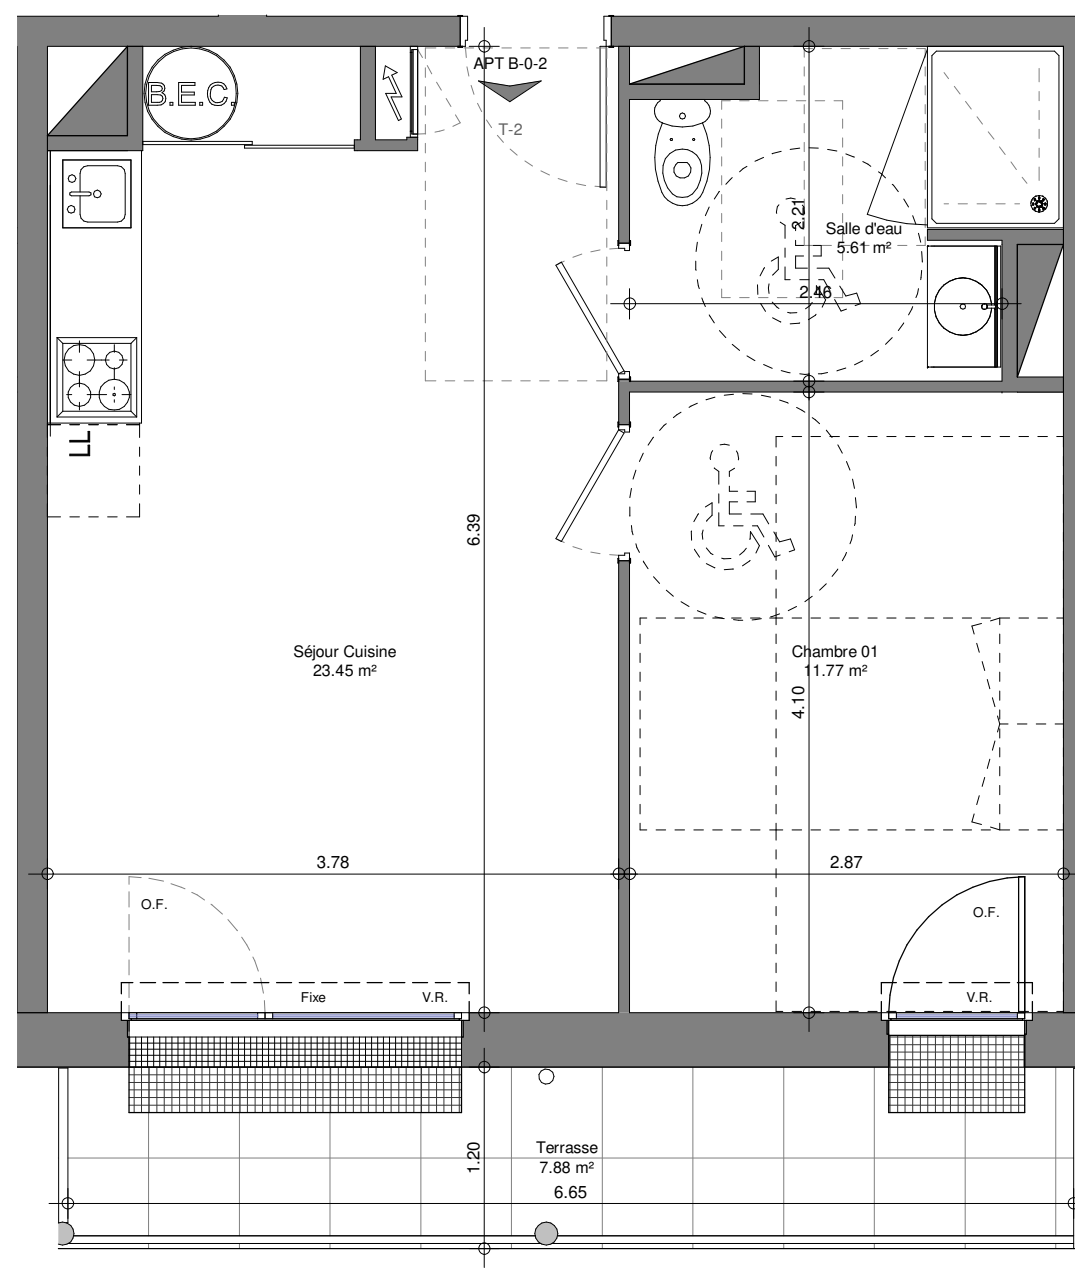 APT B-0-2
B.E.C.
T-2
2.21
Salle d'eau
5.61 m²
2.46
LL
6.39
Séjour Cuisine
23.45 m²
Chambre 01
11.77 m²
4.10
3.78
2.87
O.F.
O.F.
Fixe
V.R.
V.R.
1.20
Terrasse
7.88 m²
6.65